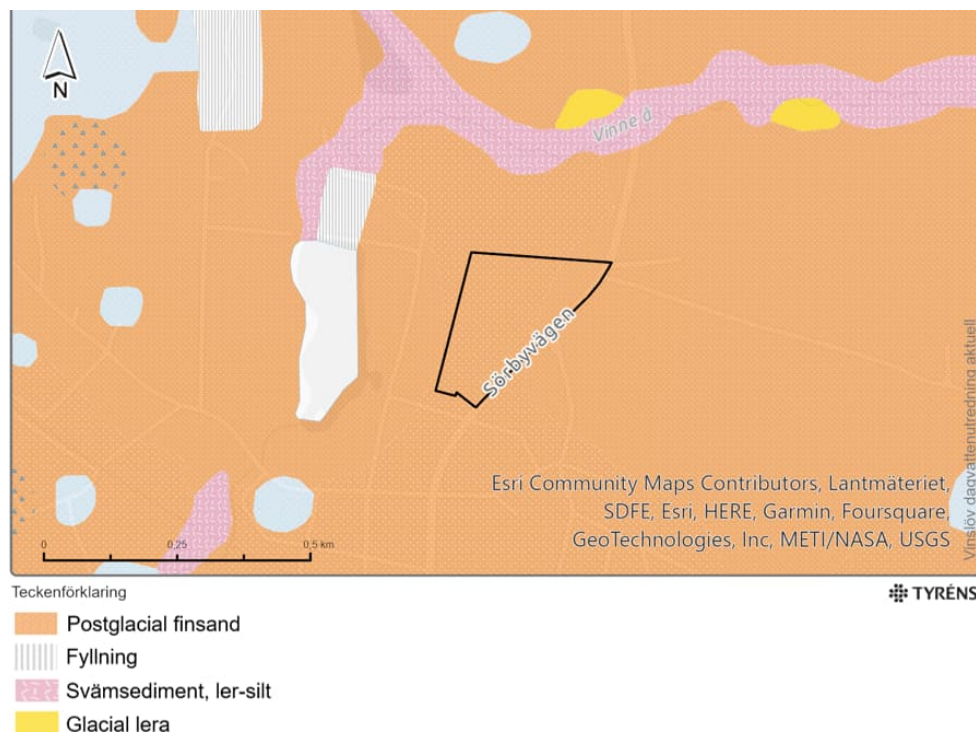 N
Vinne å
Sörbyvägen
Esri Community Maps Contributors, Lantmäteriet,
SDFE, Esri, HERE, Garmin, Foursquare,
GeoTechnologies, Inc, METI/NASA, USGS
Vinslöv dagvattenutredning aktuell
0 0,25 0,5 km
Teckenförklaring
TYRÉNS
Postglacial finsand
Fyllning
Svämsediment, ler-silt
Glacial lera